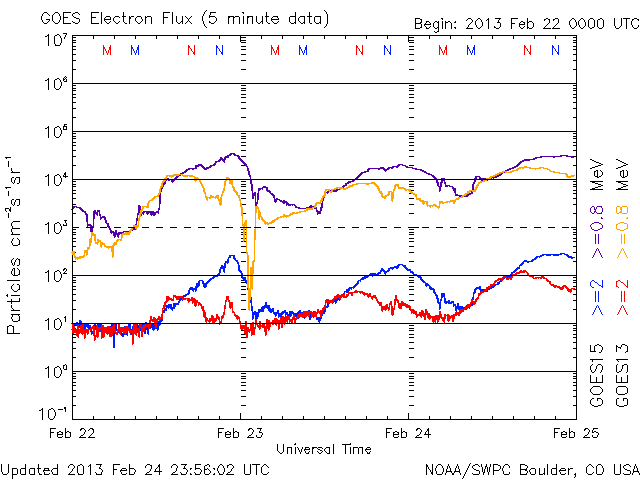 GOES Electron Flux (5 minute data)
Begin: 2013 Feb 22 0000 UTC
M M N N M M N N M M N N
10⁷
10⁶
10⁵
10⁴
10³
10²
10¹
10⁰
10⁻¹
Particles cm⁻²s⁻¹sr⁻¹
Feb 22 Feb 23 Feb 24 Feb 25
Universal Time
GOES15 >=2 >=0.8 MeV
GOES13 >=2 >=0.8 MeV
Updated 2013 Feb 24 23:56:02 UTC
NOAA/SWPC Boulder, CO USA